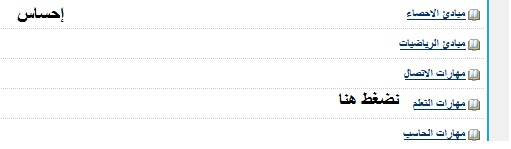 مبادئ الاحصاء إحساس
مبادئ الرياضيات
مهارات الاتصال
مهارات التعلم نضغط هنا
مهارات الحاسب